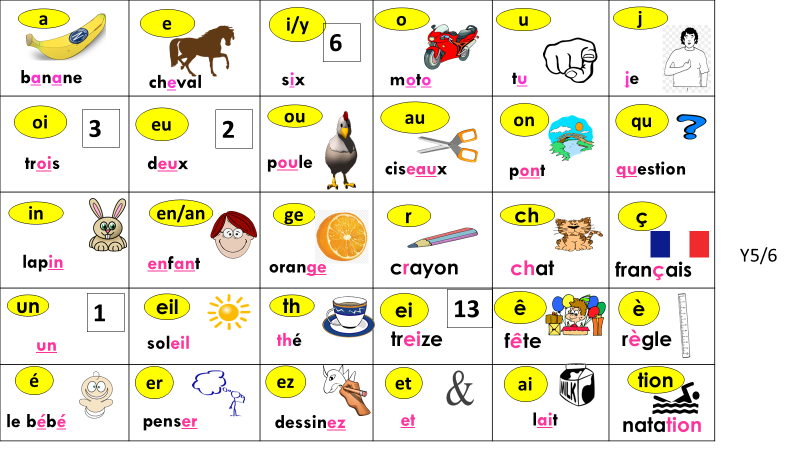 a
banane
e
cheval
i/y
6
six
o
moto
u
tu
j
je
oi
3
trois
eu
2
deux
ou
poule
au
ciseaux
on
pont
qu
?
question
in
lapin
en/an
enfant
ge
orange
r
crayon
ch
chat
ç
français
Y5/6
un
1
un
eil
soleil
th
thé
ei
13
treize
ê
fête
è
règle
é
le bébé
er
penser
ez
dessinez
et
&
et
ai
MILK
lait
tion
natation